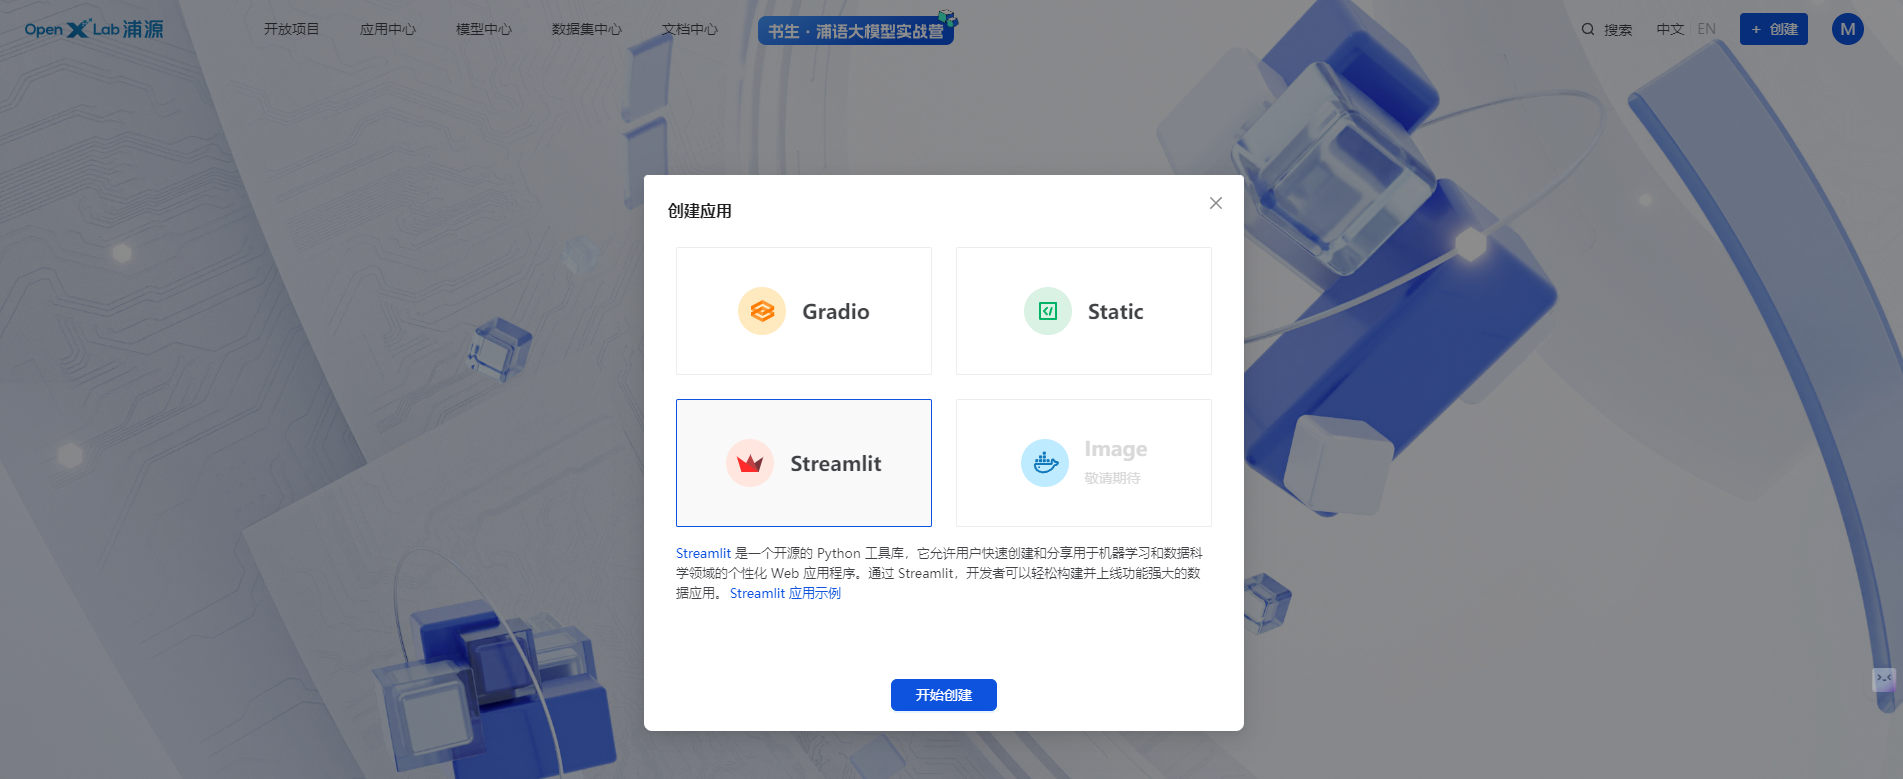 OpenXLab浦源
开放项目
应用中心
模型中心
数据集中心
文档中心
书生·浦语大模型实战营
搜索
中文 EN
+ 创建
M
创建应用
Gradio
Static
Streamlit
Image
敬请期待
Streamlit 是一个开源的 Python 工具库，它允许用户快速创建和分享用于机器学习和数据科
学领域的个性化 Web 应用程序。通过 Streamlit，开发者可以轻松构建并上线功能强大的数
据应用。 Streamlit 应用示例
开始创建